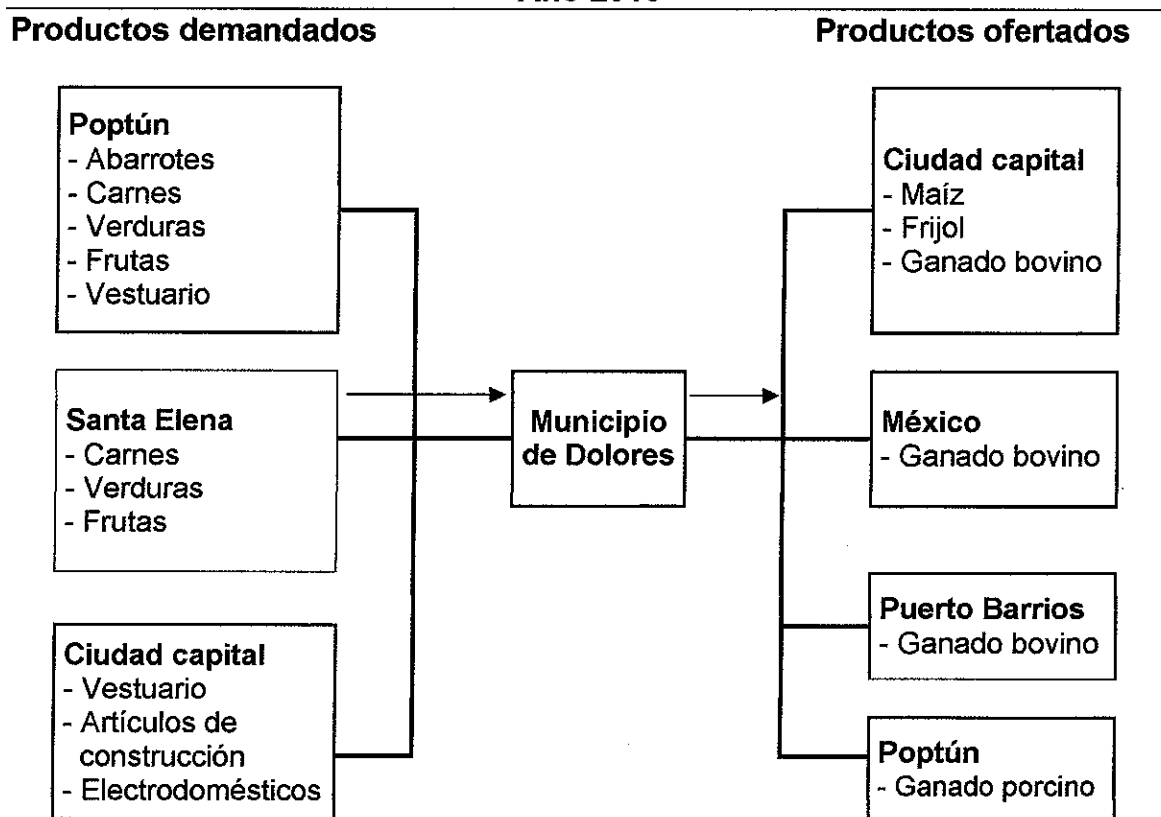 Productos demandados
Productos ofertados
Poptún
- Abarrotes
- Carnes
- Verduras
- Frutas
- Vestuario
Santa Elena
- Carnes
- Verduras
- Frutas
Ciudad capital
- Vestuario
- Artículos de
construcción
- Electrodomésticos
Municipio
de Dolores
Ciudad capital
- Maíz
- Frijol
- Ganado bovino
México
- Ganado bovino
Puerto Barrios
- Ganado bovino
Poptún
- Ganado porcino